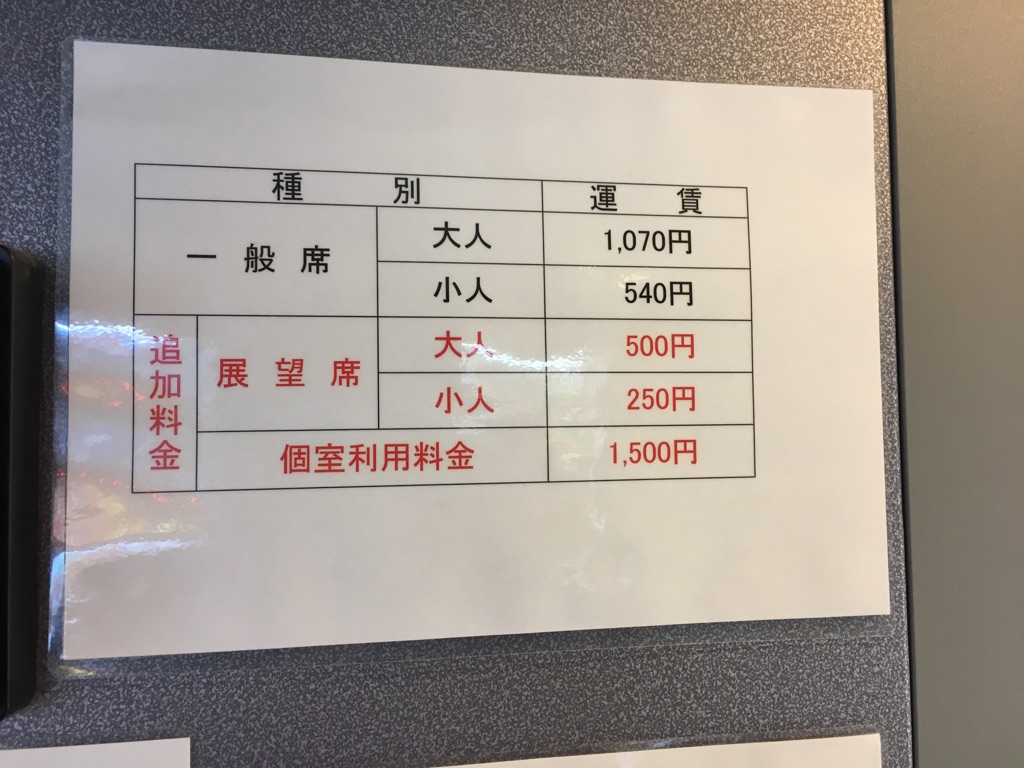 種 別 運 賃
一 般 席 大人 1,070円
小人 540円
追加料金 展 望 席 大人 500円
小人 250円
個室利用料金 1,500円